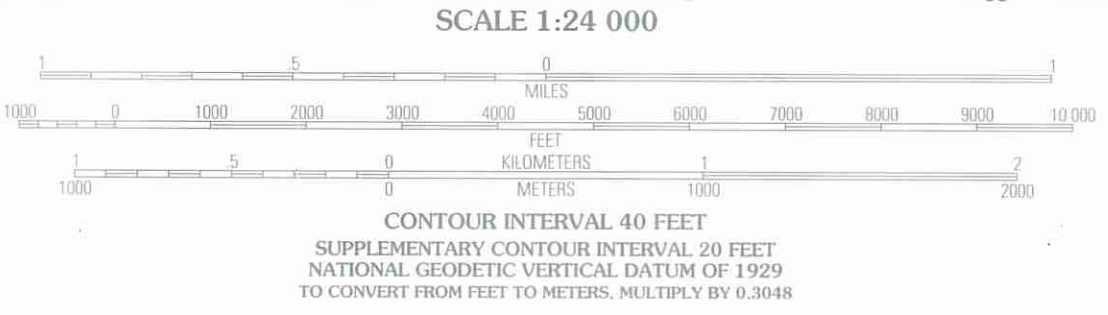 SCALE 1:24 000
1 .5 0 1
MILES
1000 0 1000 2000 3000 4000 5000 6000 7000 8000 9000 10 000
FEET
1 .5 0 KILOMETERS 1 2
1000 0 METERS 1000 2000
CONTOUR INTERVAL 40 FEET
SUPPLEMENTARY CONTOUR INTERVAL 20 FEET
NATIONAL GEODETIC VERTICAL DATUM OF 1929
TO CONVERT FROM FEET TO METERS, MULTIPLY BY 0.3048